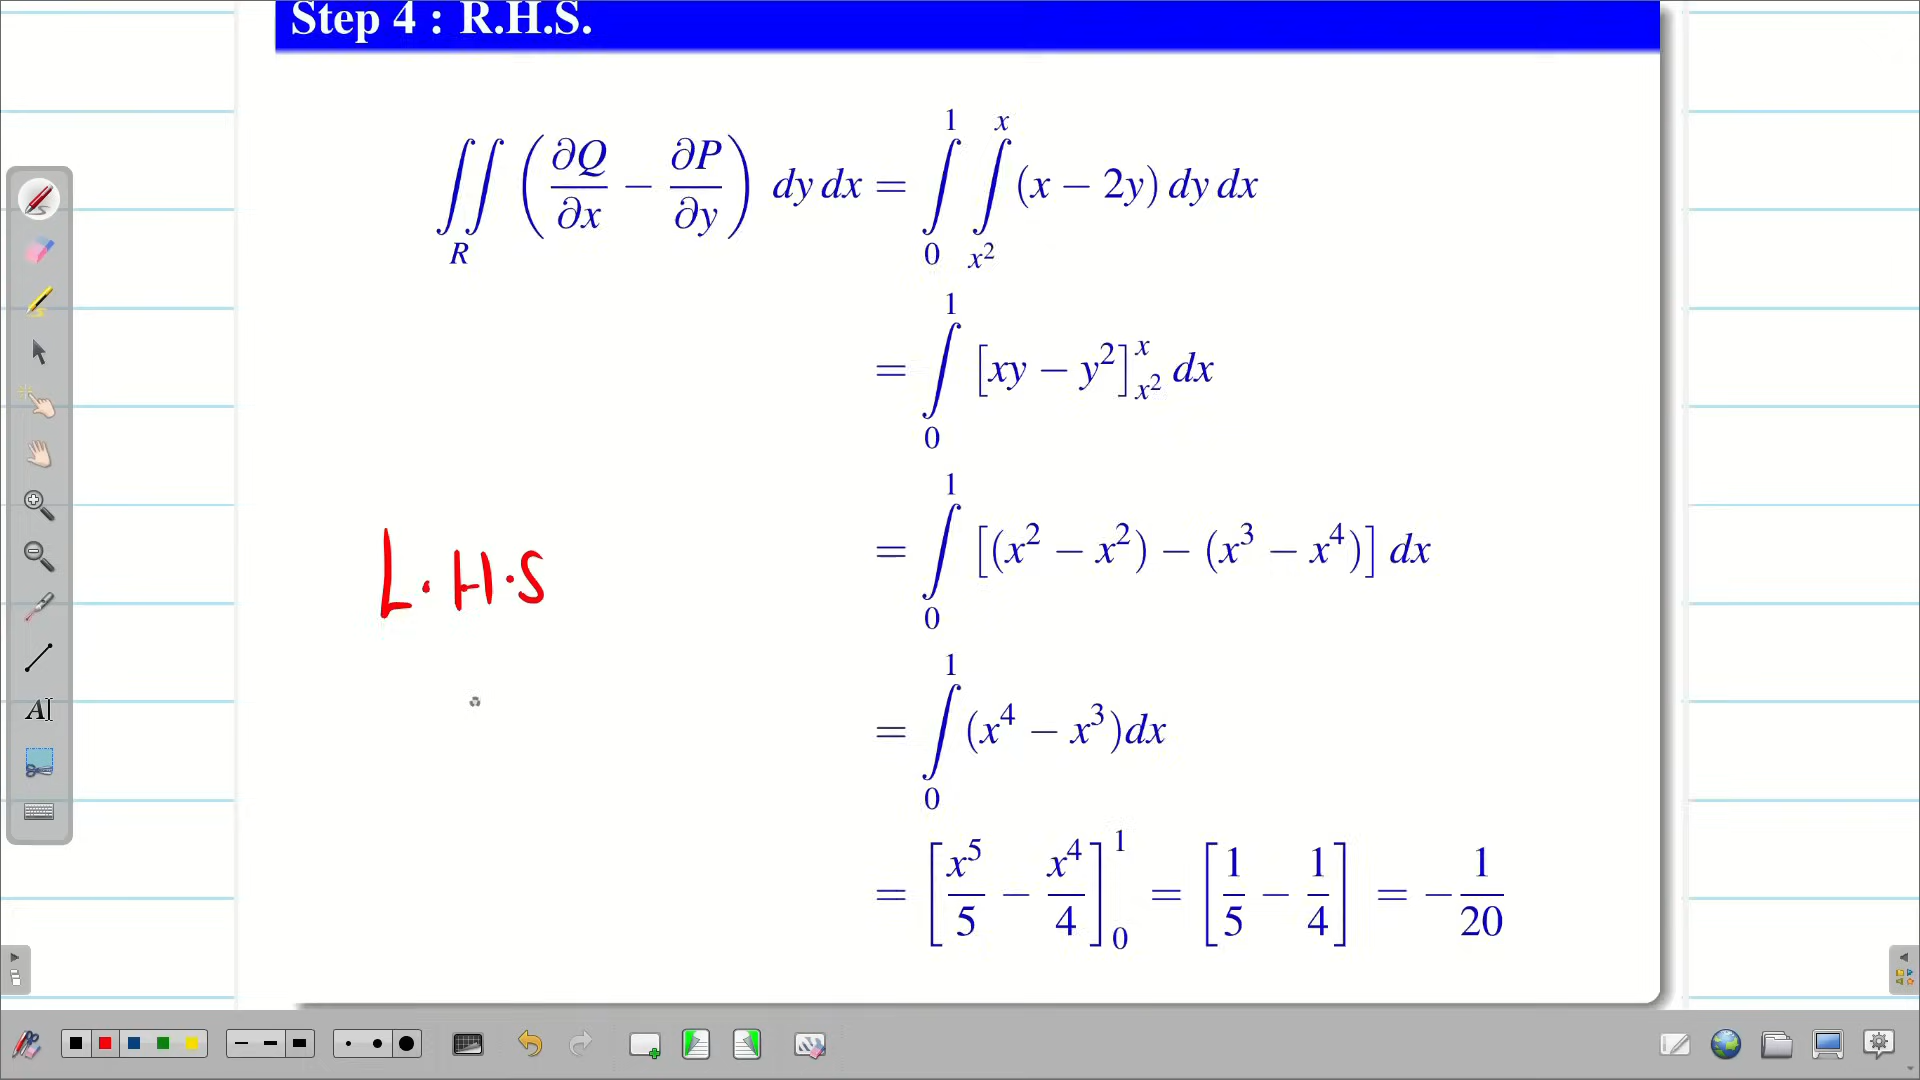 Step 4 : R.H.S.
∬_R (∂Q/∂x − ∂P/∂y) dy dx = ∫_0^1 ∫_{x^2}^x (x − 2y) dy dx
= ∫_0^1 [xy − y^2]_{x^2}^x dx
= ∫_0^1 [(x^2 − x^2) − (x^3 − x^4)] dx
L.H.S
= ∫_0^1 (x^4 − x^3)dx
= [x^5/5 − x^4/4]_0^1 = [1/5 − 1/4] = −1/20